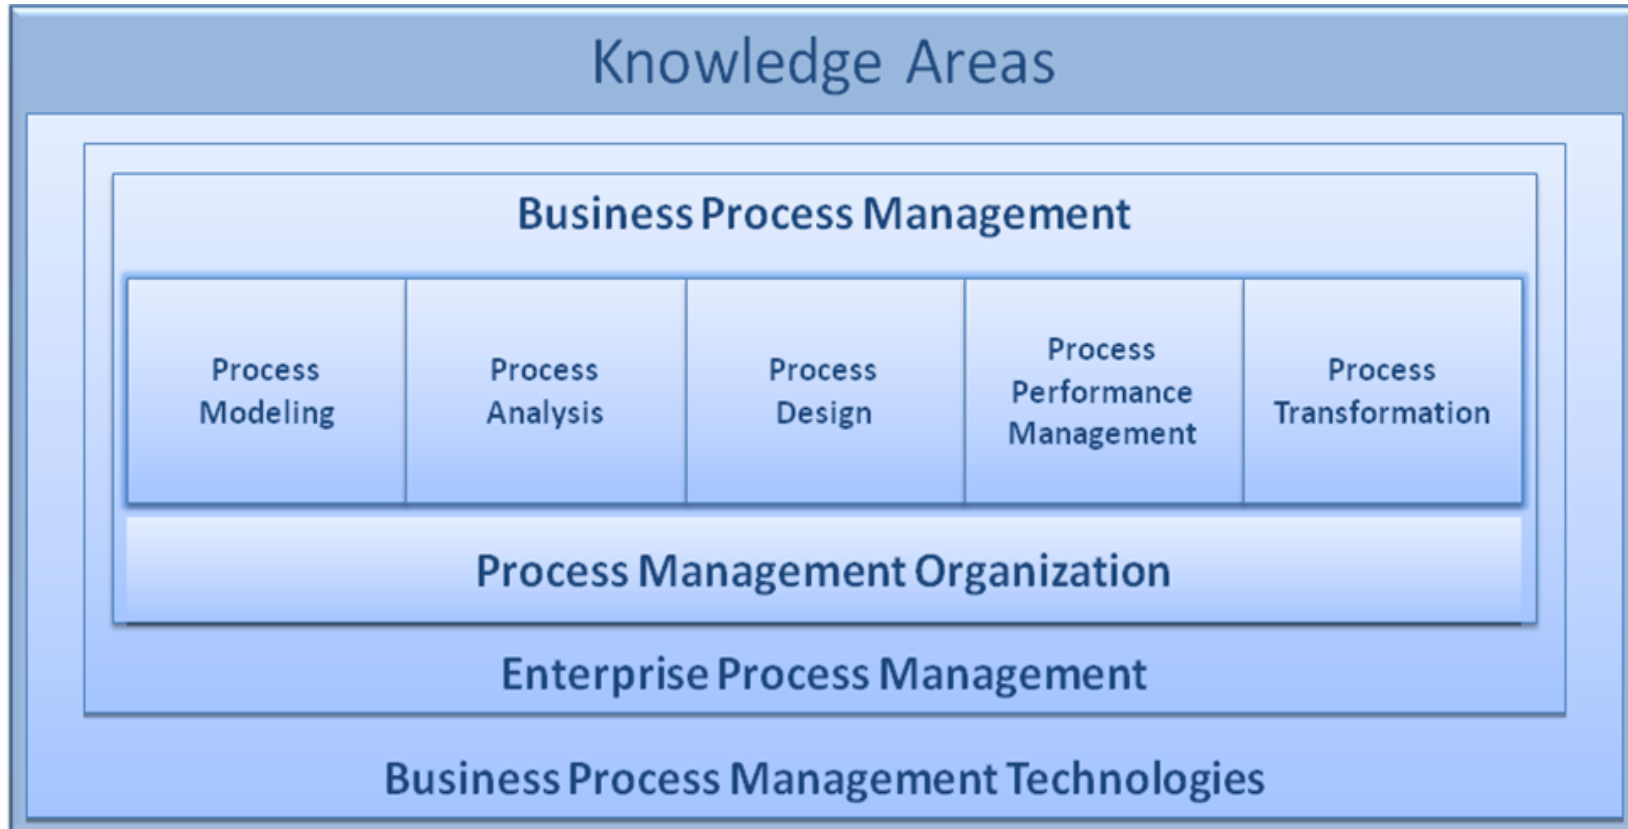 Knowledge Areas
Business Process Management
Process
Modeling
Process
Analysis
Process
Design
Process
Performance
Management
Process
Transformation
Process Management Organization
Enterprise Process Management
Business Process Management Technologies